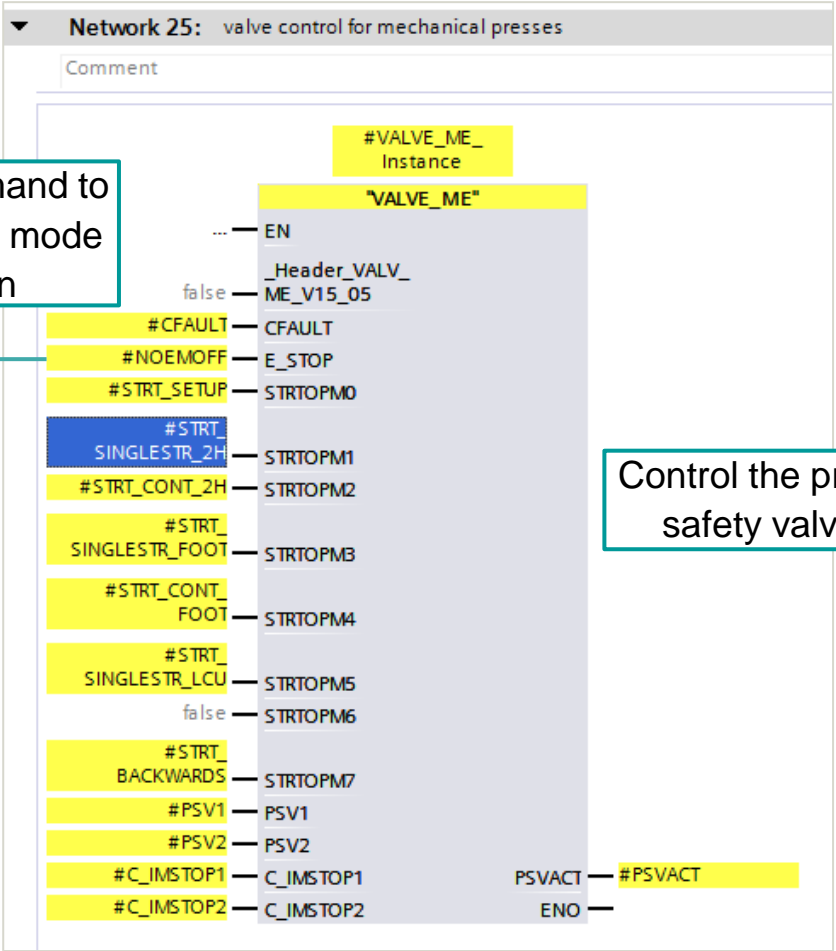 Network 25: valve control for mechanical presses
Comment
#VALVE_ME_
Instance
"VALVE_ME"
to
mode
... EN
_Header_VALV_
false ME_V15_05
#CFAULT CFAULT
#NOEMOFF E_STOP
#STRT_SETUP STRTOPM0
#STRT_
SINGLESTR_2H STRTOPM1
#STRT_CONT_2H STRTOPM2
Control the
safety
#STRT_
SINGLESTR_FOOT STRTOPM3
#STRT_CONT_
FOOT STRTOPM4
#STRT_
SINGLESTR_LCU STRTOPM5
false STRTOPM6
#STRT_
BACKWARDS STRTOPM7
#PSV1 PSV1
#PSV2 PSV2
#C_IMSTOP1 C_IMSTOP1 PSVACT #PSVACT
#C_IMSTOP2 C_IMSTOP2 ENO